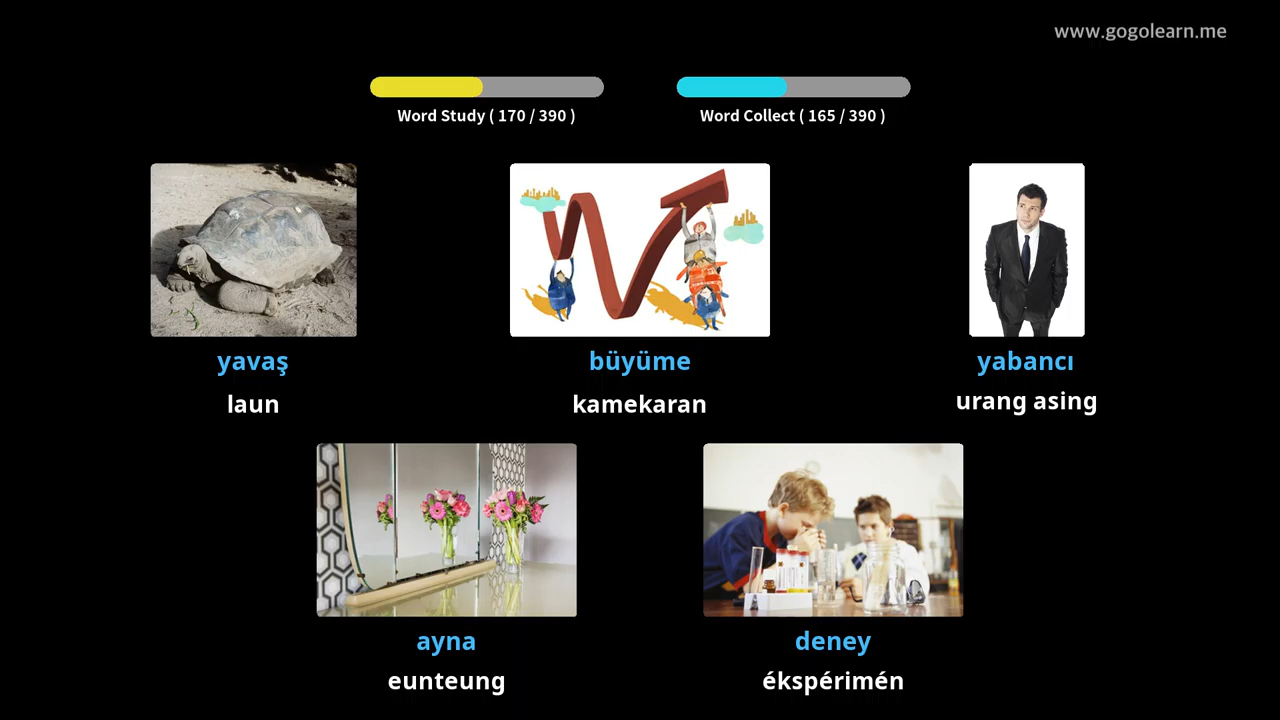 www.gogolearn.me
Word Study ( 170 / 390 )
Word Collect ( 165 / 390 )
yavaş
büyüme
yabancı
laun
kamekaran
urang asing
ayna
deney
eunteung
ékspérimén